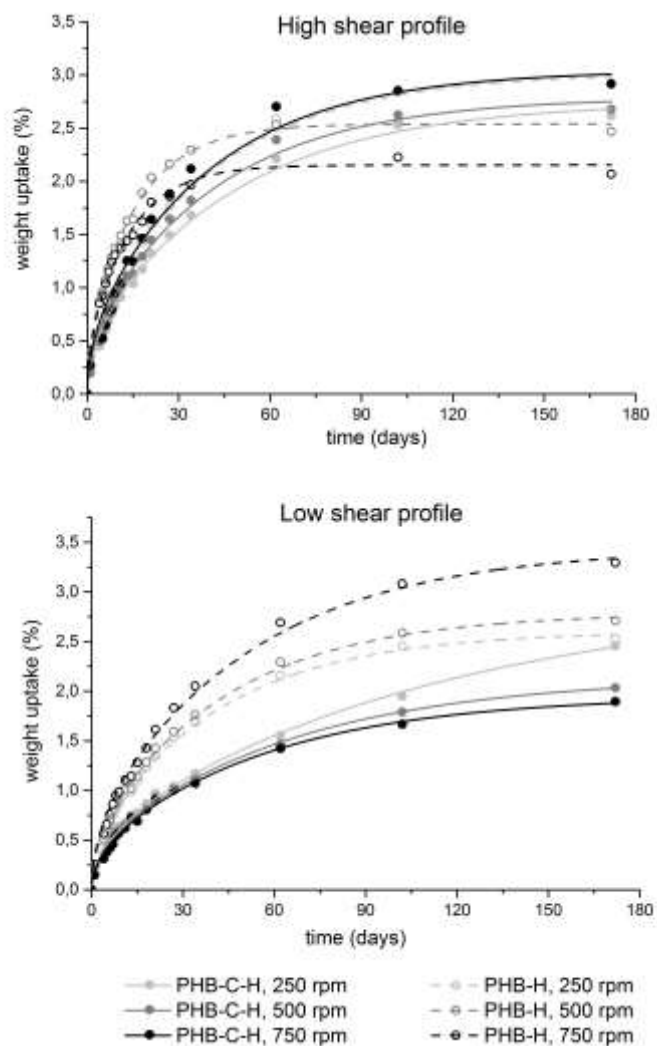 High shear profile
weight uptake (%)
3,5
3,0
2,5
2,0
1,5
1,0
0,5
0,0
0 30 60 90 120 150 180
time (days)
Low shear profile
weight uptake (%)
3,5
3,0
2,5
2,0
1,5
1,0
0,5
0,0
0 30 60 90 120 150 180
time (days)
PHB-C-H, 250 rpm PHB-H, 250 rpm
PHB-C-H, 500 rpm PHB-H, 500 rpm
PHB-C-H, 750 rpm PHB-H, 750 rpm